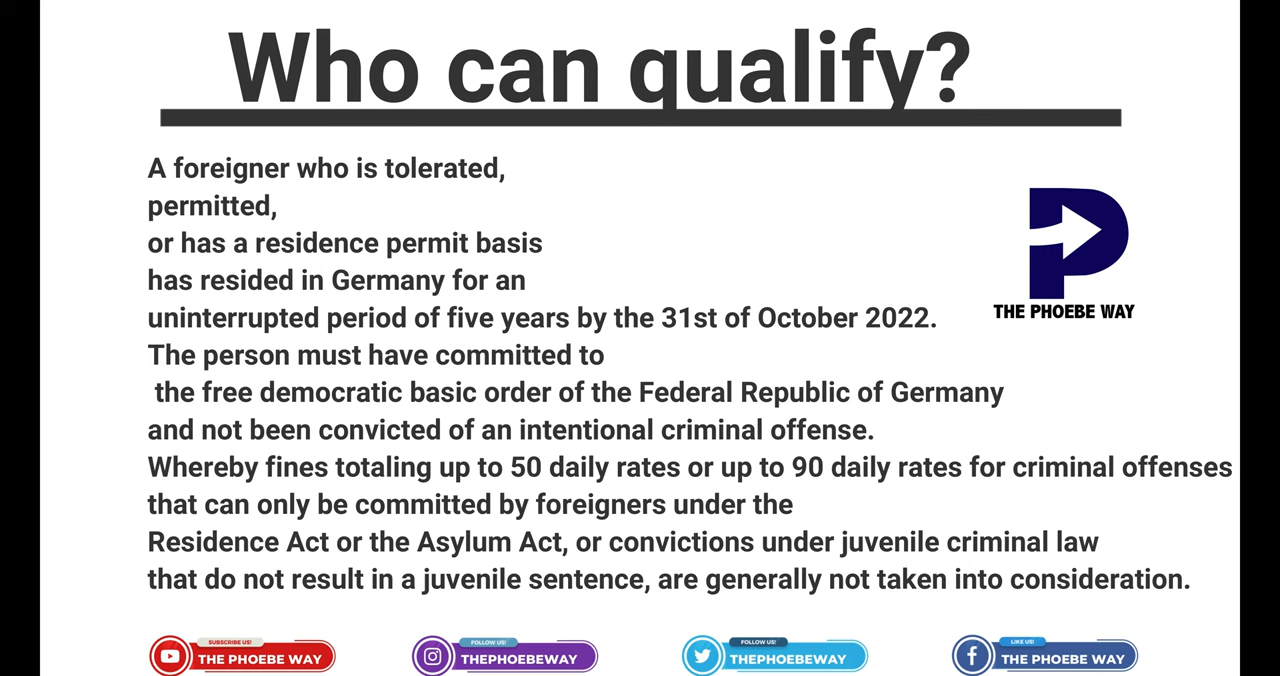 Who can qualify?
A foreigner who is tolerated,
permitted,
or has a residence permit basis
has resided in Germany for an
uninterrupted period of five years by the 31st of October 2022.
The person must have committed to
the free democratic basic order of the Federal Republic of Germany
and not been convicted of an intentional criminal offense.
Whereby fines totaling up to 50 daily rates or up to 90 daily rates for criminal offenses
that can only be committed by foreigners under the
Residence Act or the Asylum Act, or convictions under juvenile criminal law
that do not result in a juvenile sentence, are generally not taken into consideration.
THE PHOEBE WAY
SUBSCRIBE US!
THE PHOEBE WAY
FOLLOW US!
THEPHOEBEWAY
FOLLOW US!
THEPHOEBEWAY
LIKE US!
THE PHOEBE WAY